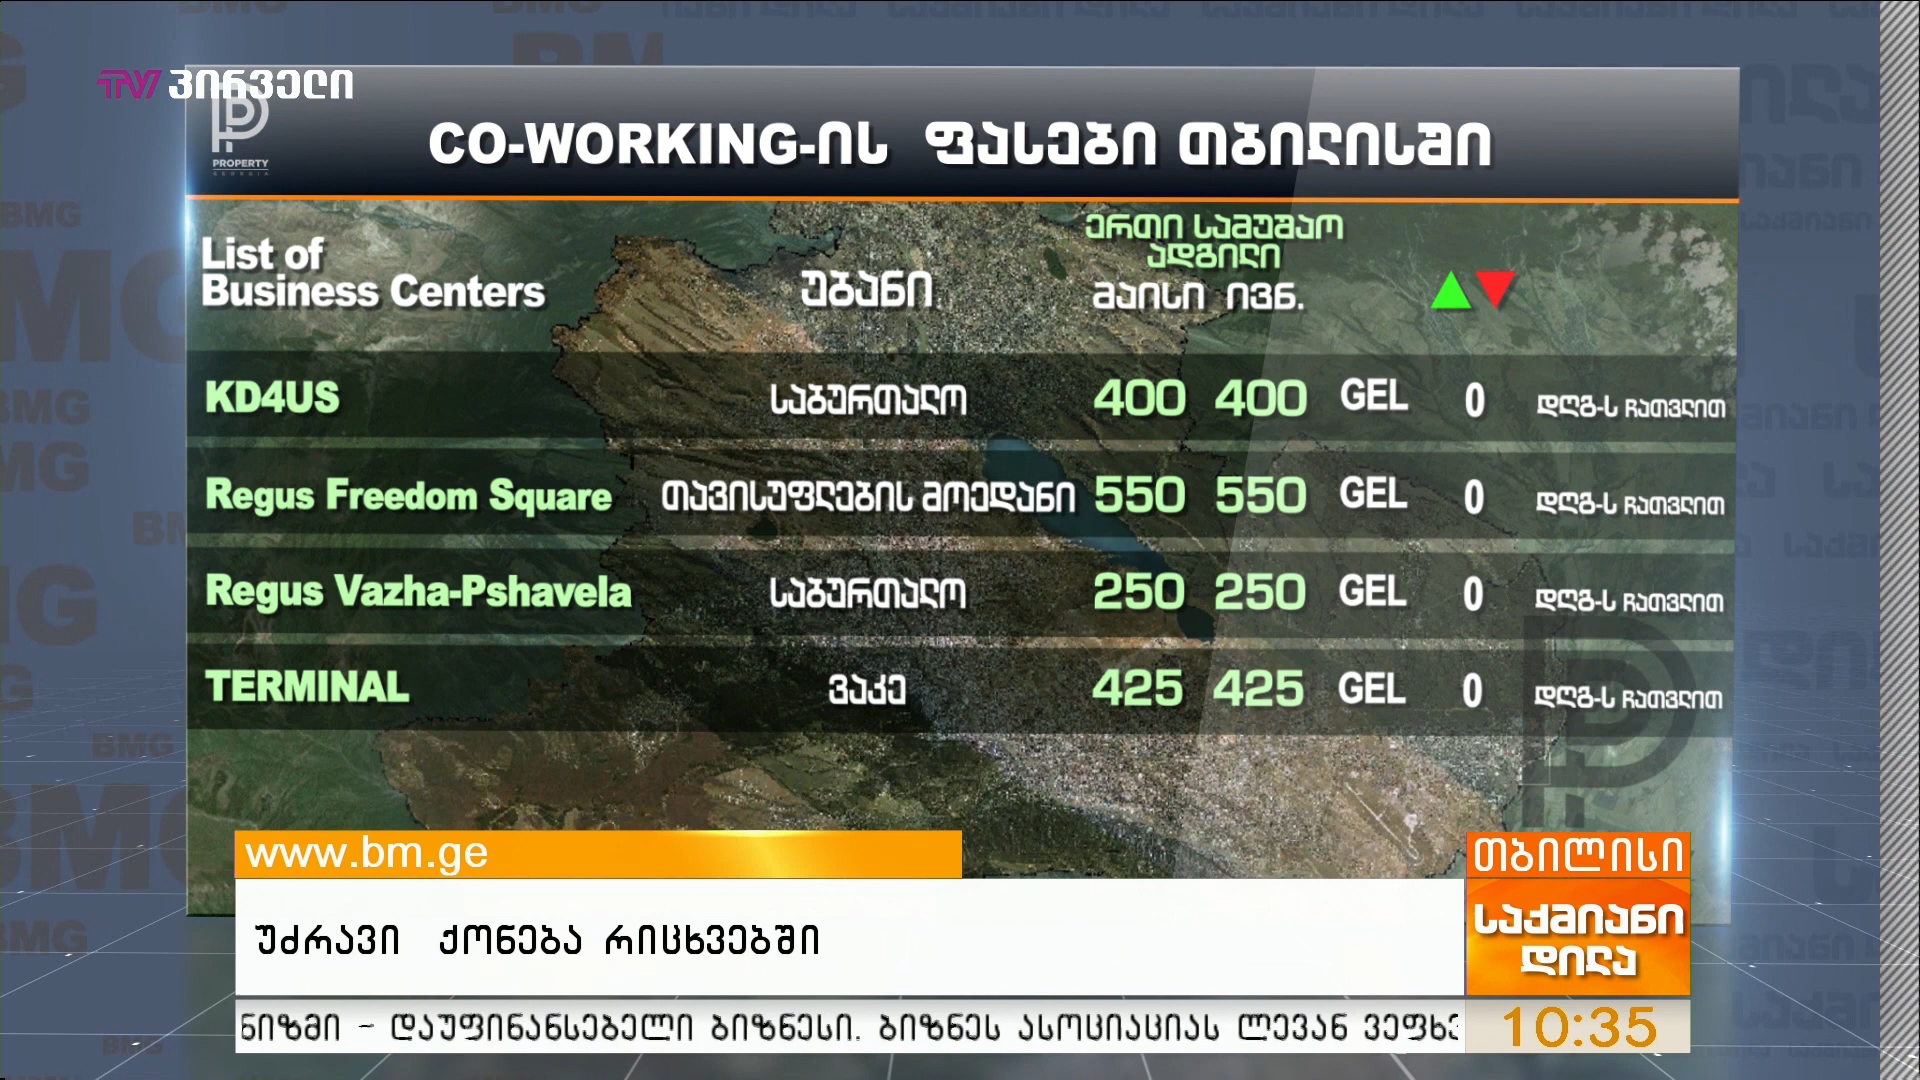 TV პირველი
PROPERTY
GEORGIA
CO-WORKING-ის ფასები თბილისში
List of
Business Centers
უბანი
ერთი სამუშაო
ადგილი
მაისი ივნ.
KD4US საბურთალო 400 400 GEL 0 დღგ-ს ჩათვლით
Regus Freedom Square თავისუფლების მოედანი 550 550 GEL 0 დღგ-ს ჩათვლით
Regus Vazha-Pshavela საბურთალო 250 250 GEL 0 დღგ-ს ჩათვლით
TERMINAL ვაკე 425 425 GEL 0 დღგ-ს ჩათვლით
www.bm.ge
თბილისი
უძრავი ქონება რიცხვებში
საქმიანი
დილა
ნიზმი - დაუფინანსებელი ბიზნესი. ბიზნეს ასოციაციას ლევან ვეფხ
10:35